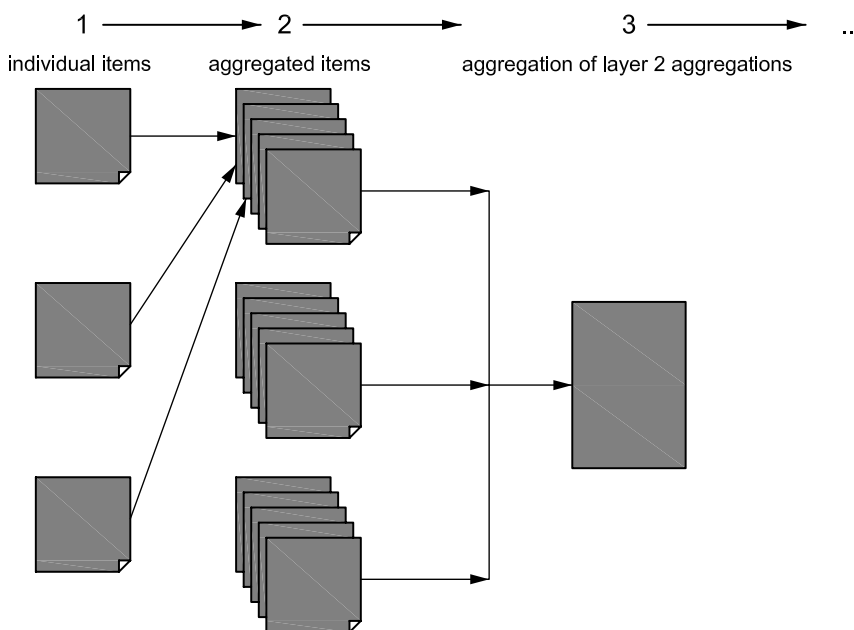 1 2 3 ..
individual items aggregated items aggregation of layer 2 aggregations